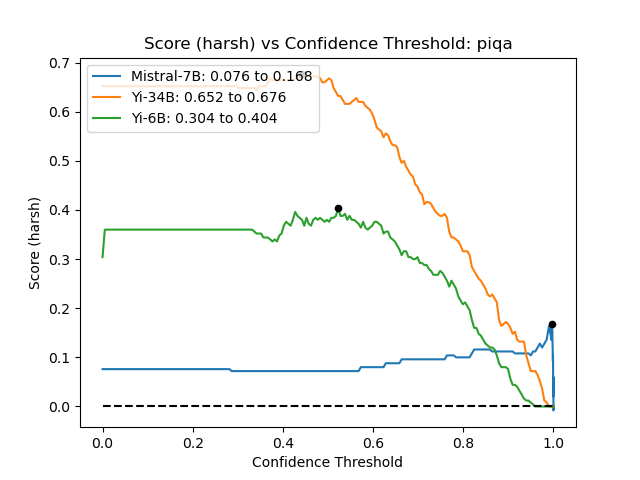 Score (harsh) vs Confidence Threshold: piqa
Mistral-7B: 0.076 to 0.168
Yi-34B: 0.652 to 0.676
Yi-6B: 0.304 to 0.404
Score (harsh)
0.7
0.6
0.5
0.4
0.3
0.2
0.1
0.0
0.0 0.2 0.4 0.6 0.8 1.0
Confidence Threshold